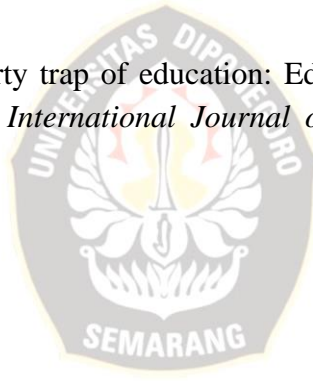 rty trap of education: Ed
International Journal o
UNIVERSITAS DIPONEGORO
SEMARANG